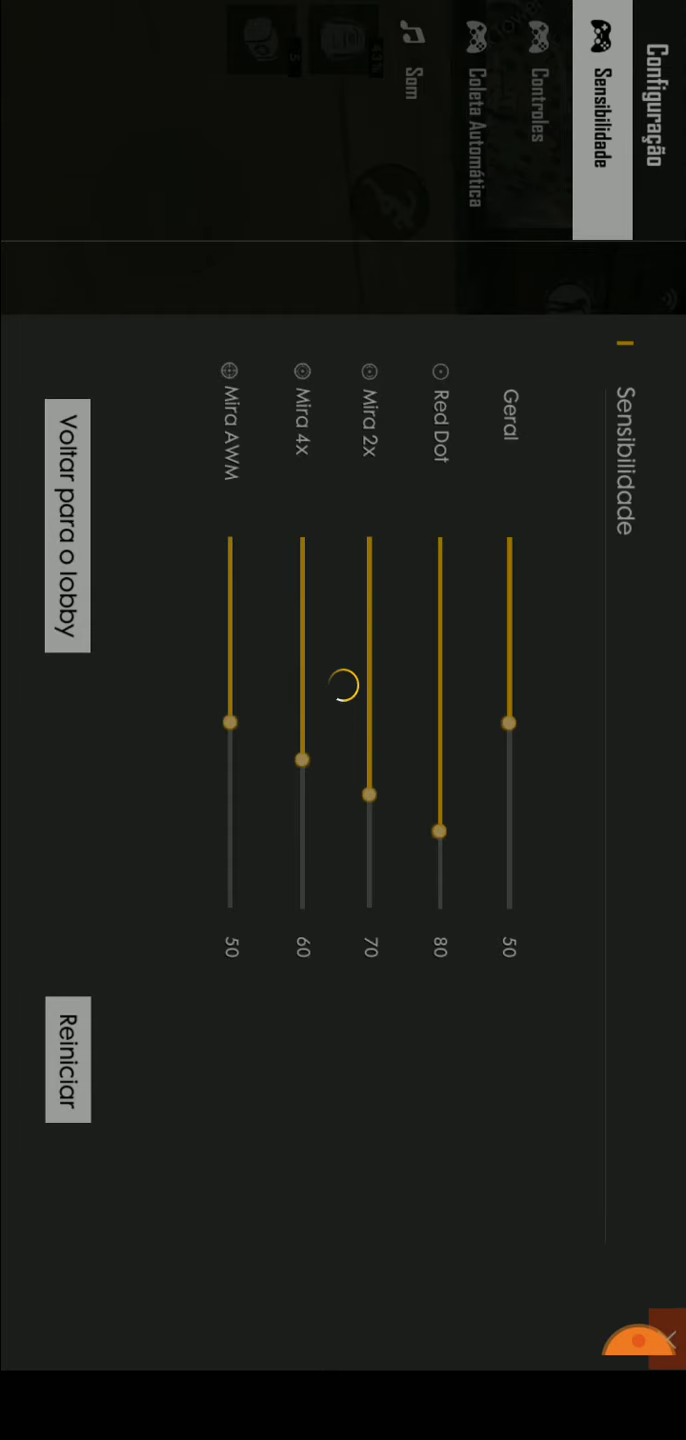 Configuração
Sensibilidade
Controles
Coleta Automática
Som
Sensibilidade
Geral 50
Red Dot 80
Mira 2x 70
Mira 4x 60
Mira AWM 50
Voltar para o lobby
Reiniciar